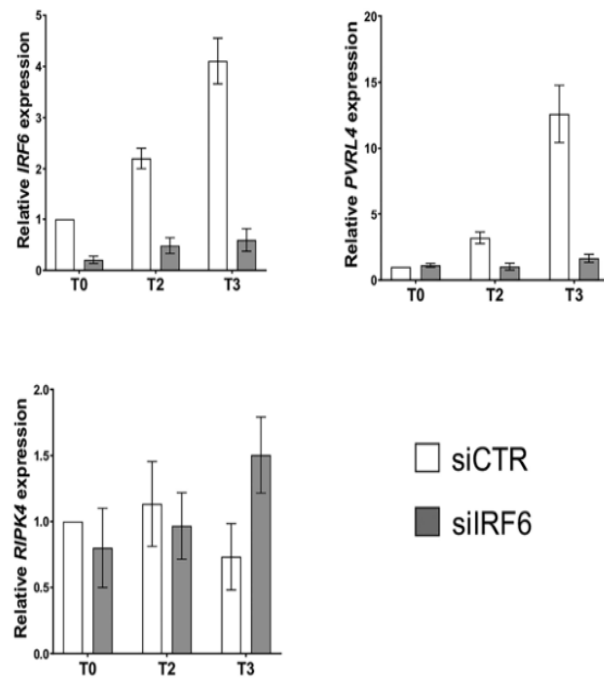 Relative IRF6 expression
5
4
3
2
1
0
T0 T2 T3
Relative PVRL4 expression
20
15
10
5
0
T0 T2 T3
Relative RIPK4 expression
2.0
1.5
1.0
0.5
0.0
T0 T2 T3
siCTR
siIRF6